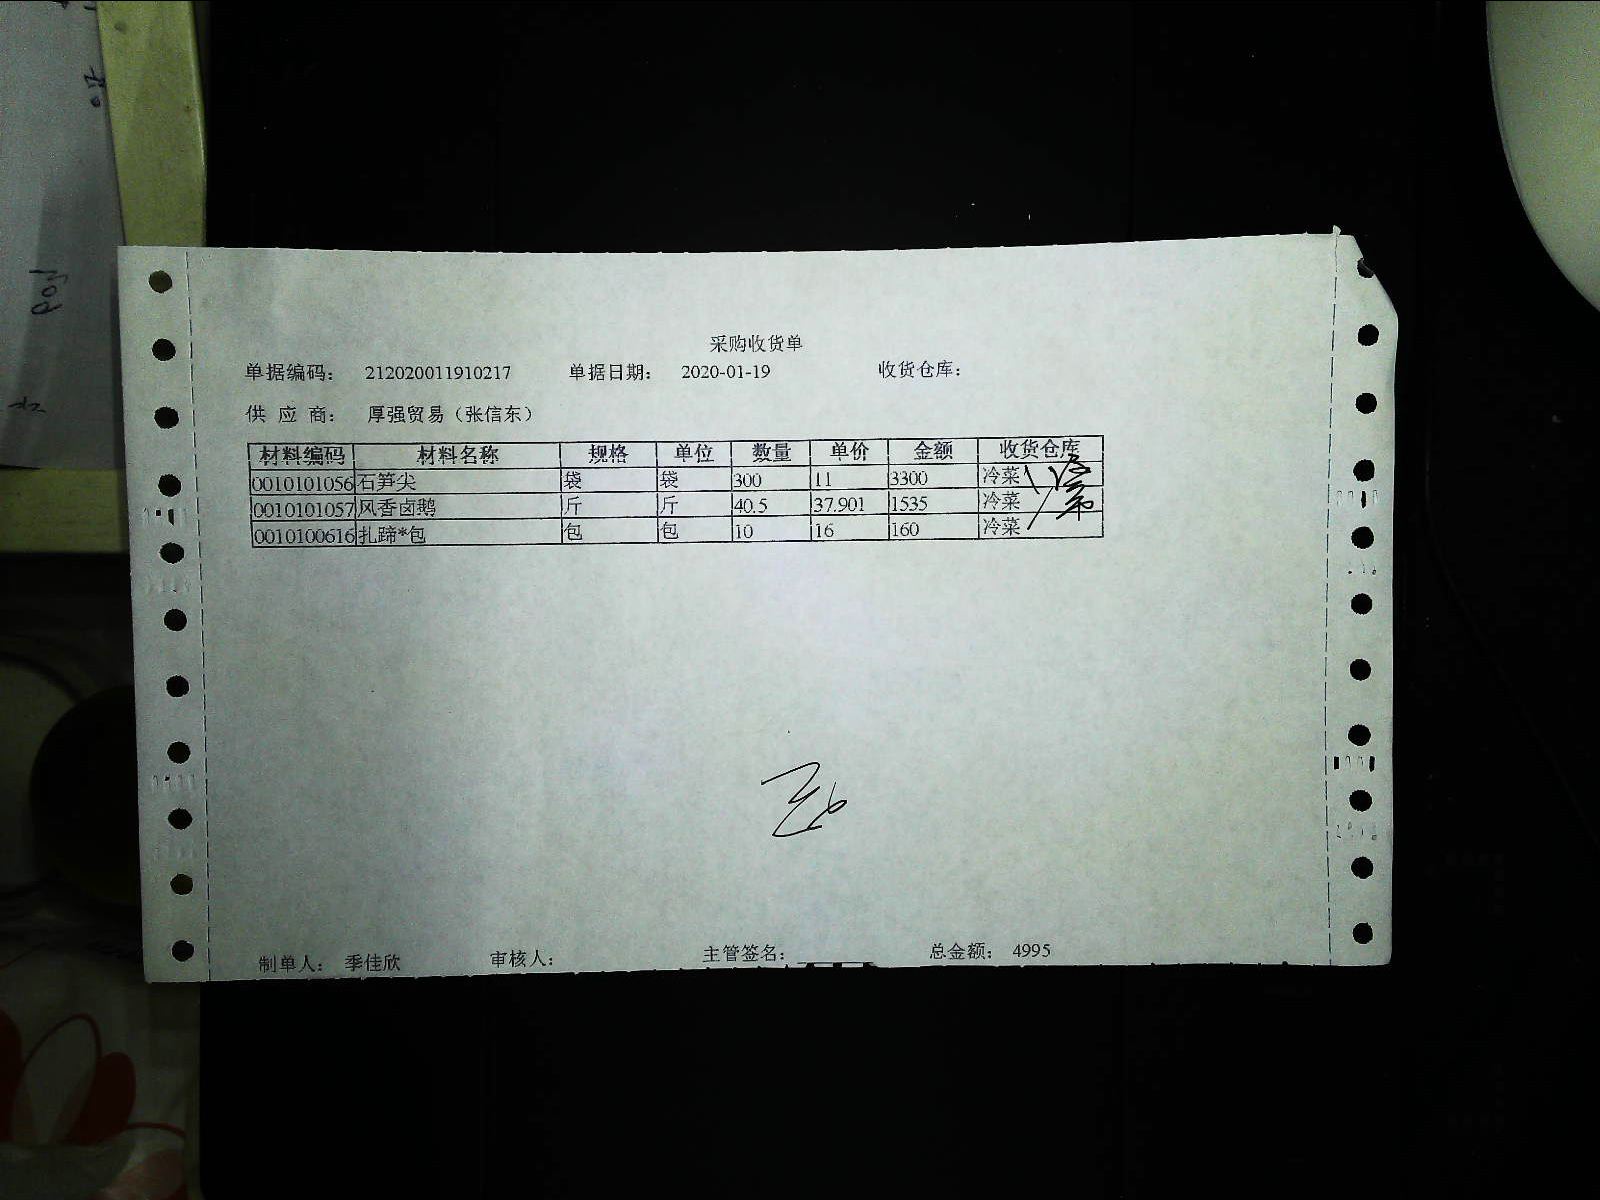 采购收货单
单据编码： 212020011910217 单据日期： 2020-01-19 收货仓库：
供 应 商： 厚强贸易（张信东）
材料编码 材料名称 规格 单位 数量 单价 金额 收货仓库
0010101056 石笋尖 袋 袋 300 11 3300 冷菜
0010101057 风香卤鹅 斤 斤 40.5 37.901 1535 冷菜
0010100616 扎蹄*包 包 包 10 16 160 冷菜
制单人： 季佳欣 审核人： 主管签名： 总金额： 4995